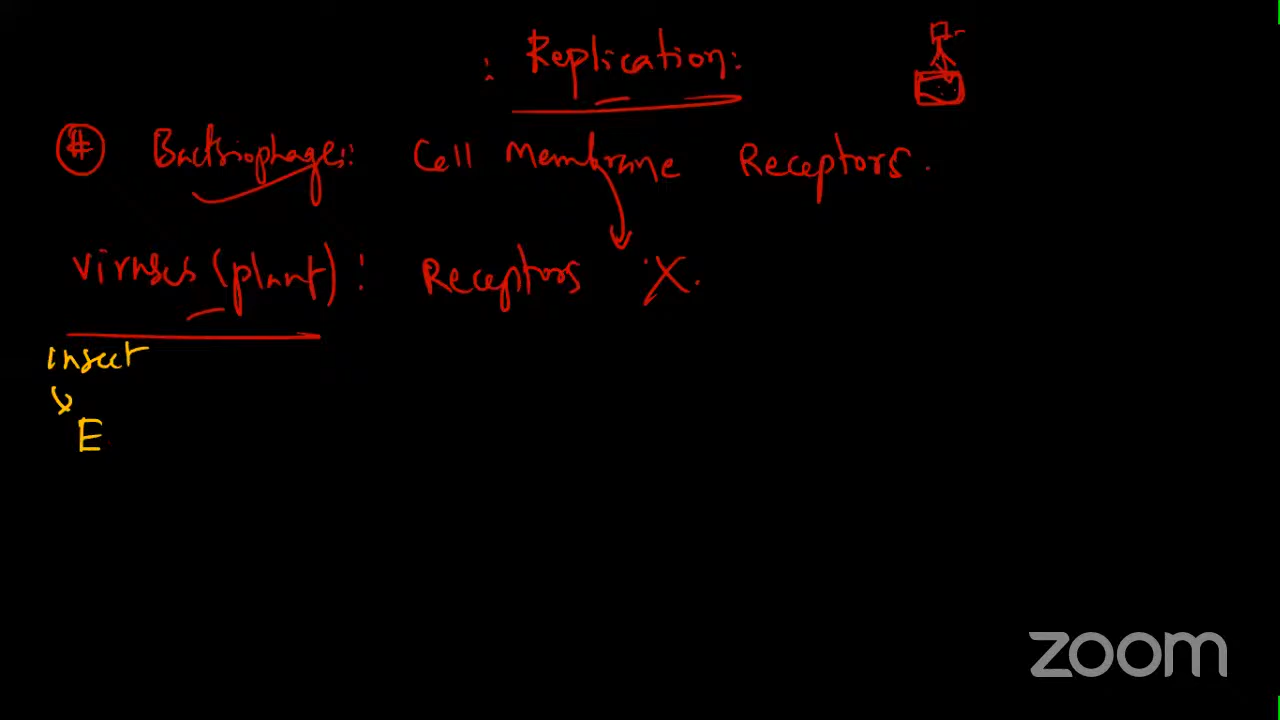 : Replication:
# Bacteriophages: Cell Membrane Receptors.
Viruses (plant) : Receptors X.
insect
E
zoom